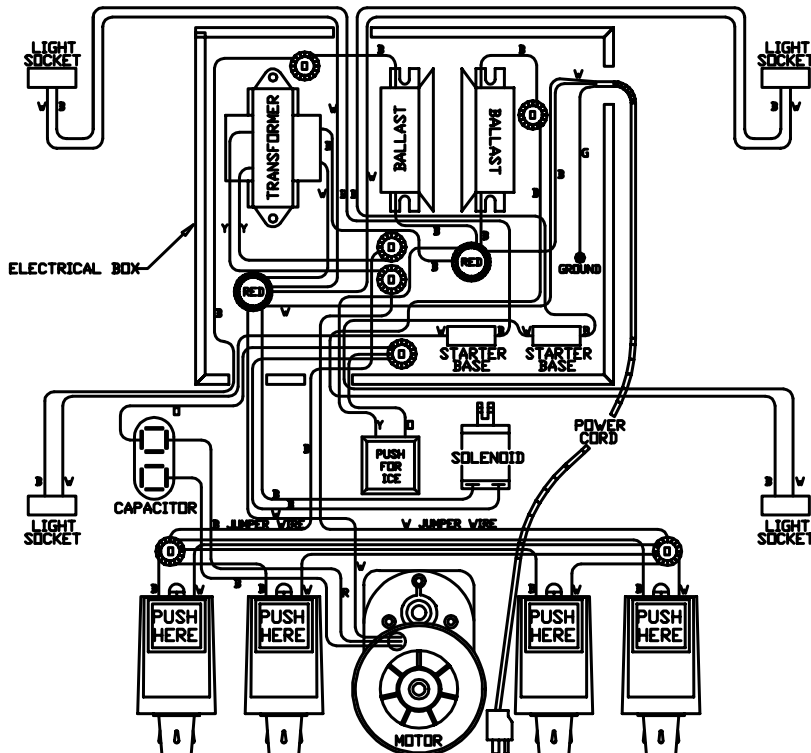 LIGHT
SOCKET
LIGHT
SOCKET
W B
B W
B
B
W
TRANSFORMER
BALLAST
BALLAST
W
B
W
W
B
B
W
B
B
G
Y Y
B
B
B
ELECTRICAL BOX
RED
RED
GROUND
B
W
W
B
W
B
STARTER
BASE
STARTER
BASE
O
POWER
CORD
Y
O
B
PUSH
FOR
ICE
SOLENOID
B W
B W
CAPACITOR
B
B
W
LIGHT
SOCKET
LIGHT
SOCKET
B JUMPER WIRE
W JUMPER WIRE
W
B
R
B W
B W
B W
B W
PUSH
HERE
PUSH
HERE
PUSH
HERE
PUSH
HERE
MOTOR